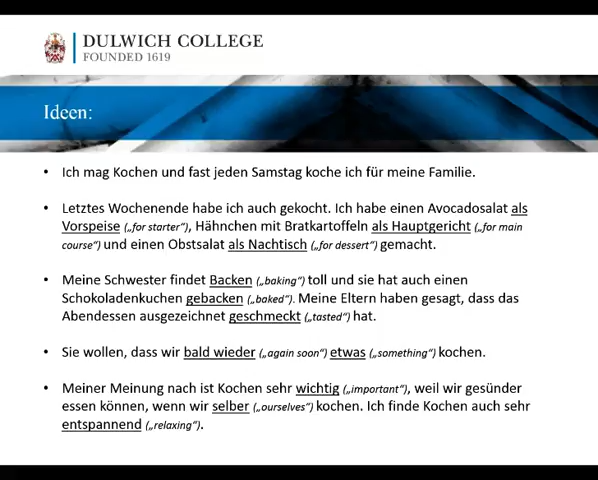 DULWICH COLLEGE
FOUNDED 1619
Ideen:
• Ich mag Kochen und fast jeden Samstag koche ich für meine Familie.
• Letztes Wochenende habe ich auch gekocht. Ich habe einen Avocadosalat als
Vorspeise („for starter“), Hähnchen mit Bratkartoffeln als Hauptgericht („for main
course“) und einen Obstsalat als Nachtisch („for dessert“) gemacht.
• Meine Schwester findet Backen („baking“) toll und sie hat auch einen
Schokoladenkuchen gebacken („baked“). Meine Eltern haben gesagt, dass das
Abendessen ausgezeichnet geschmeckt („tasted“) hat.
• Sie wollen, dass wir bald wieder („again soon“) etwas („something“) kochen.
• Meiner Meinung nach ist Kochen sehr wichtig („important“), weil wir gesünder
essen können, wenn wir selber („ourselves“) kochen. Ich finde Kochen auch sehr
entspannend („relaxing“).